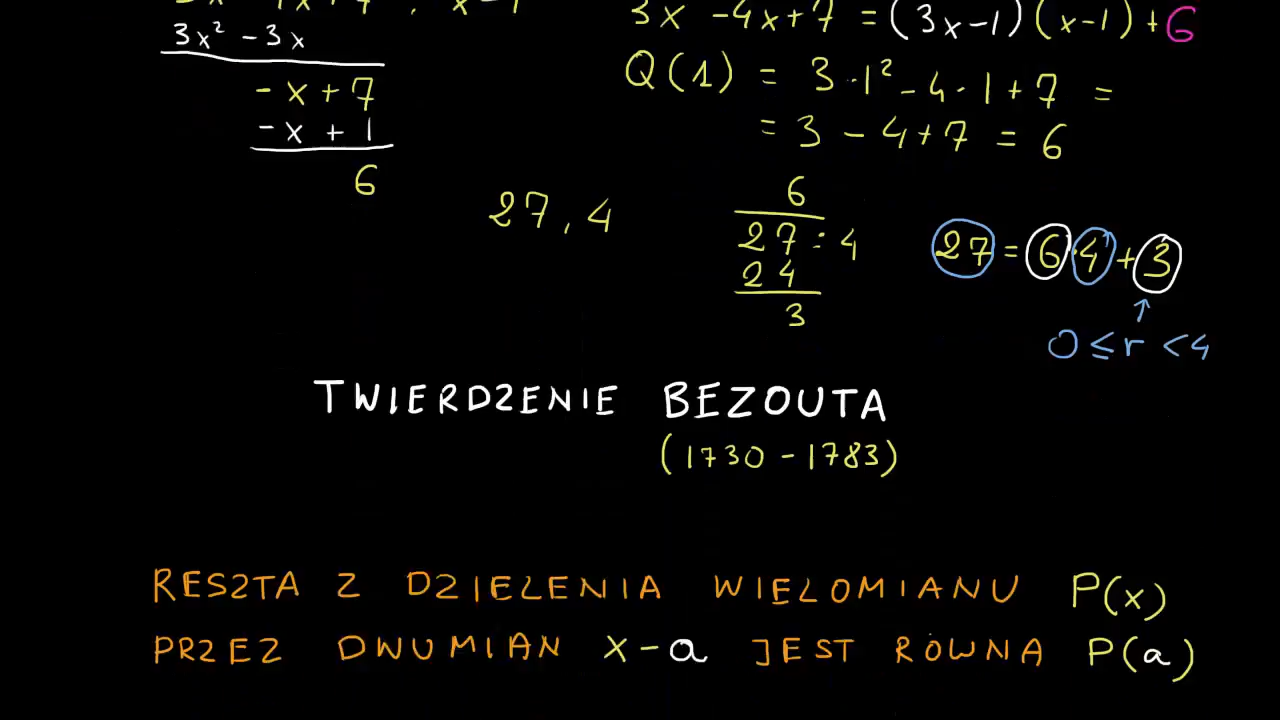 3x² - 3x
- x + 7
- x + 1
6
3x - 4x + 7 = (3x-1)(x-1) + 6
Q(1) = 3·1² - 4·1 + 7 =
= 3 - 4 + 7 = 6
27, 4
6
27 : 4
24
3
27 = 6·4 + 3
0 ≤ r < 4
TWIERDZENIE BEZOUTA
(1730 - 1783)
RESZTA Z DZIELENIA WIELOMIANU P(x)
PRZEZ DWUMIAN x-a JEST RÓWNA P(a)